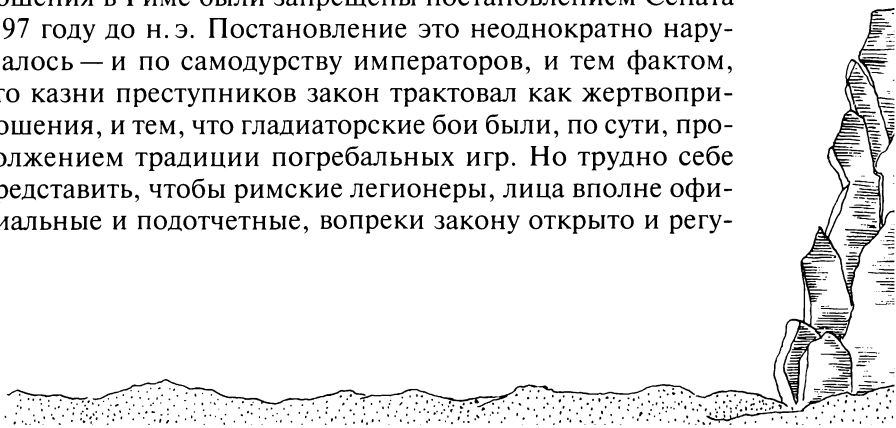 ошения в Риме были запрещены постановлением Сената
97 году до н. э. Постановление это неоднократно нару-
алось — и по самодурству императоров, и тем фактом,
то казни преступников закон трактовал как жертвопри-
ошения, и тем, что гладиаторские бои были, по сути, про-
олжением традиции погребальных игр. Но трудно себе
редставить, чтобы римские легионеры, лица вполне офи-
иальные и подотчетные, вопреки закону открыто и регу-